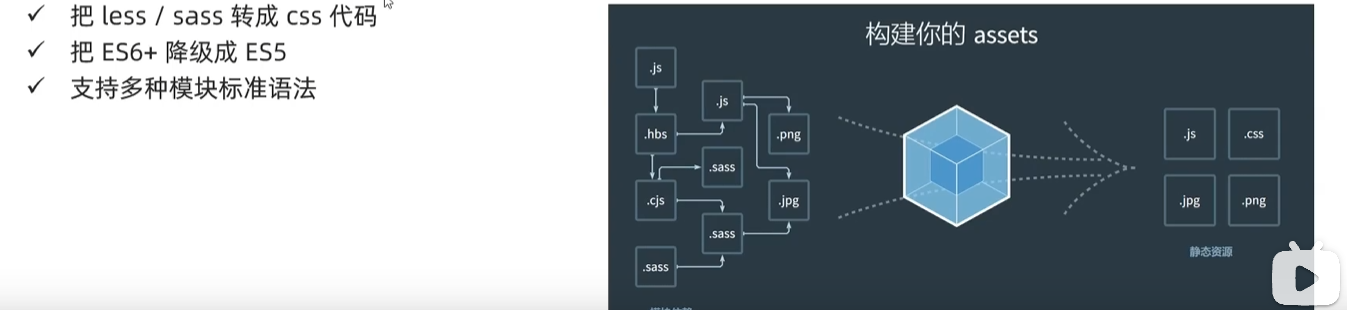 把 less / sass 转成 css 代码
把 ES6+ 降级成 ES5
支持多种模块标准语法
构建你的 assets
.js
.js
.hbs
.png
.sass
.cjs
.jpg
.sass
.sass
.js
.css
.jpg
.png
静态资源